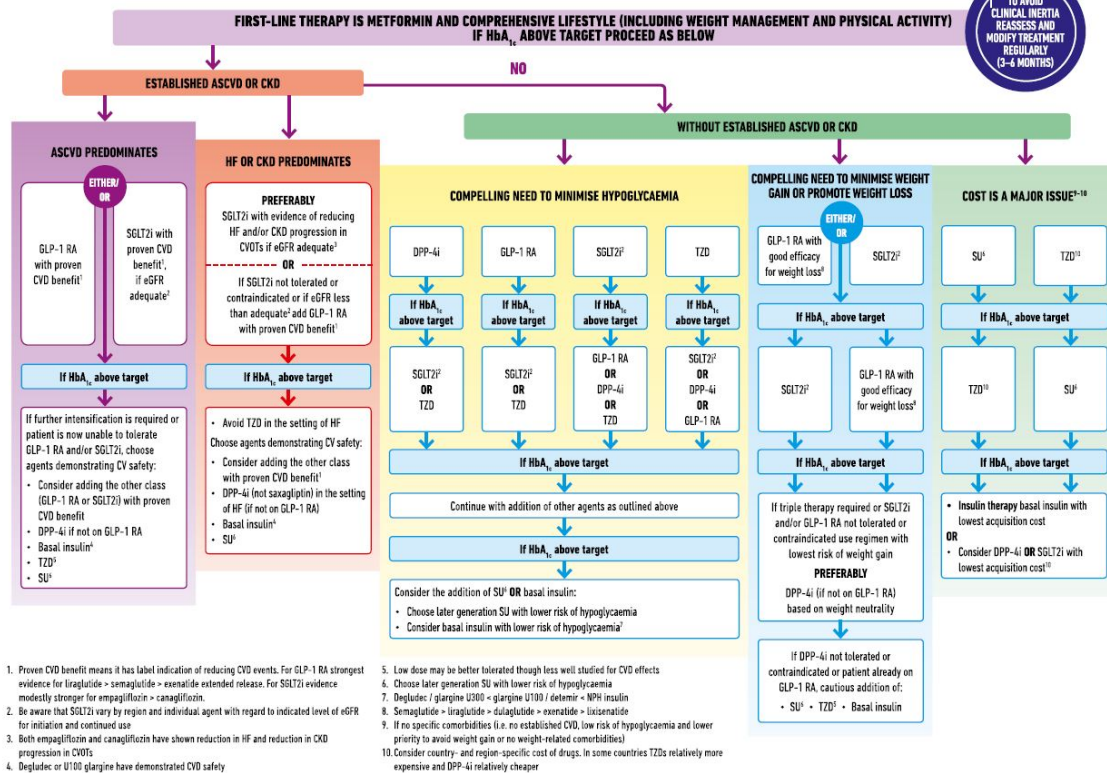 TO AVOID
CLINICAL INERTIA
REASSESS AND
MODIFY TREATMENT
REGULARLY
(3–6 MONTHS)
FIRST-LINE THERAPY IS METFORMIN AND COMPREHENSIVE LIFESTYLE (INCLUDING WEIGHT MANAGEMENT AND PHYSICAL ACTIVITY)
IF HbA1c ABOVE TARGET PROCEED AS BELOW
NO
ESTABLISHED ASCVD OR CKD
WITHOUT ESTABLISHED ASCVD OR CKD
ASCVD PREDOMINATES
EITHER/
OR
GLP-1 RA
with proven
CVD benefit¹
SGLT2i with
proven CVD
benefit¹,
if eGFR
adequate²
If HbA1c above target
If further intensification is required or
patient is now unable to tolerate
GLP-1 RA and/or SGLT2i, choose
agents demonstrating CV safety:
• Consider adding the other class
(GLP-1 RA or SGLT2i) with proven
CVD benefit
• DPP-4i if not on GLP-1 RA
• Basal insulin⁴
• TZD⁵
• SU⁶
HF OR CKD PREDOMINATES
PREFERABLY
SGLT2i with evidence of reducing
HF and/or CKD progression in
CVOTs if eGFR adequate³
OR
If SGLT2i not tolerated or
contraindicated or if eGFR less
than adequate² add GLP-1 RA
with proven CVD benefit¹
If HbA1c above target
• Avoid TZD in the setting of HF
Choose agents demonstrating CV safety:
• Consider adding the other class
with proven CVD benefit¹
• DPP-4i (not saxagliptin) in the setting
of HF (if not on GLP-1 RA)
• Basal insulin⁴
• SU⁶
COMPELLING NEED TO MINIMISE HYPOGLYCAEMIA
DPP-4i
GLP-1 RA
SGLT2i²
TZD
If HbA1c
above target
If HbA1c
above target
If HbA1c
above target
If HbA1c
above target
SGLT2i²
OR
TZD
SGLT2i²
OR
TZD
GLP-1 RA
OR
DPP-4i
OR
TZD
SGLT2i²
OR
DPP-4i
OR
GLP-1 RA
If HbA1c above target
Continue with addition of other agents as outlined above
If HbA1c above target
Consider the addition of SU⁶ OR basal insulin:
• Choose later generation SU with lower risk of hypoglycaemia
• Consider basal insulin with lower risk of hypoglycaemia⁷
COMPELLING NEED TO MINIMISE WEIGHT
GAIN OR PROMOTE WEIGHT LOSS
EITHER/
OR
GLP-1 RA with
good efficacy
for weight loss⁸
SGLT2i²
If HbA1c above target
SGLT2i²
GLP-1 RA with
good efficacy
for weight loss⁸
If HbA1c above target
If triple therapy required or SGLT2i
and/or GLP-1 RA not tolerated or
contraindicated use regimen with
lowest risk of weight gain
PREFERABLY
DPP-4i (if not on GLP-1 RA)
based on weight neutrality
If DPP-4i not tolerated or
contraindicated or patient already on
GLP-1 RA, cautious addition of:
• SU⁶ • TZD⁵ • Basal insulin
COST IS A MAJOR ISSUE⁹⁻¹⁰
SU⁶
TZD¹⁰
If HbA1c above target
TZD¹⁰
SU⁶
If HbA1c above target
• Insulin therapy basal insulin with
lowest acquisition cost
OR
• Consider DPP-4i OR SGLT2i with
lowest acquisition cost¹⁰
1. Proven CVD benefit means it has label indication of reducing CVD events. For GLP-1 RA strongest
evidence for liraglutide > semaglutide > exenatide extended release. For SGLT2i evidence
modestly stronger for empagliflozin > canagliflozin.
2. Be aware that SGLT2i vary by region and individual agent with regard to indicated level of eGFR
for initiation and continued use
3. Both empagliflozin and canagliflozin have shown reduction in HF and reduction in CKD
progression in CVOTs
4. Degludec or U100 glargine have demonstrated CVD safety
5. Low dose may be better tolerated though less well studied for CVD effects
6. Choose later generation SU with lower risk of hypoglycaemia
7. Degludec / glargine U300 < glargine U100 / detemir < NPH insulin
8. Semaglutide > liraglutide > dulaglutide > exenatide > lixisenatide
9. If no specific comorbidities (i.e. no established CVD, low risk of hypoglycaemia and lower
priority to avoid weight gain or no weight-related comorbidities)
10. Consider country- and region-specific cost of drugs. In some countries TZDs relatively more
expensive and DPP-4i relatively cheaper